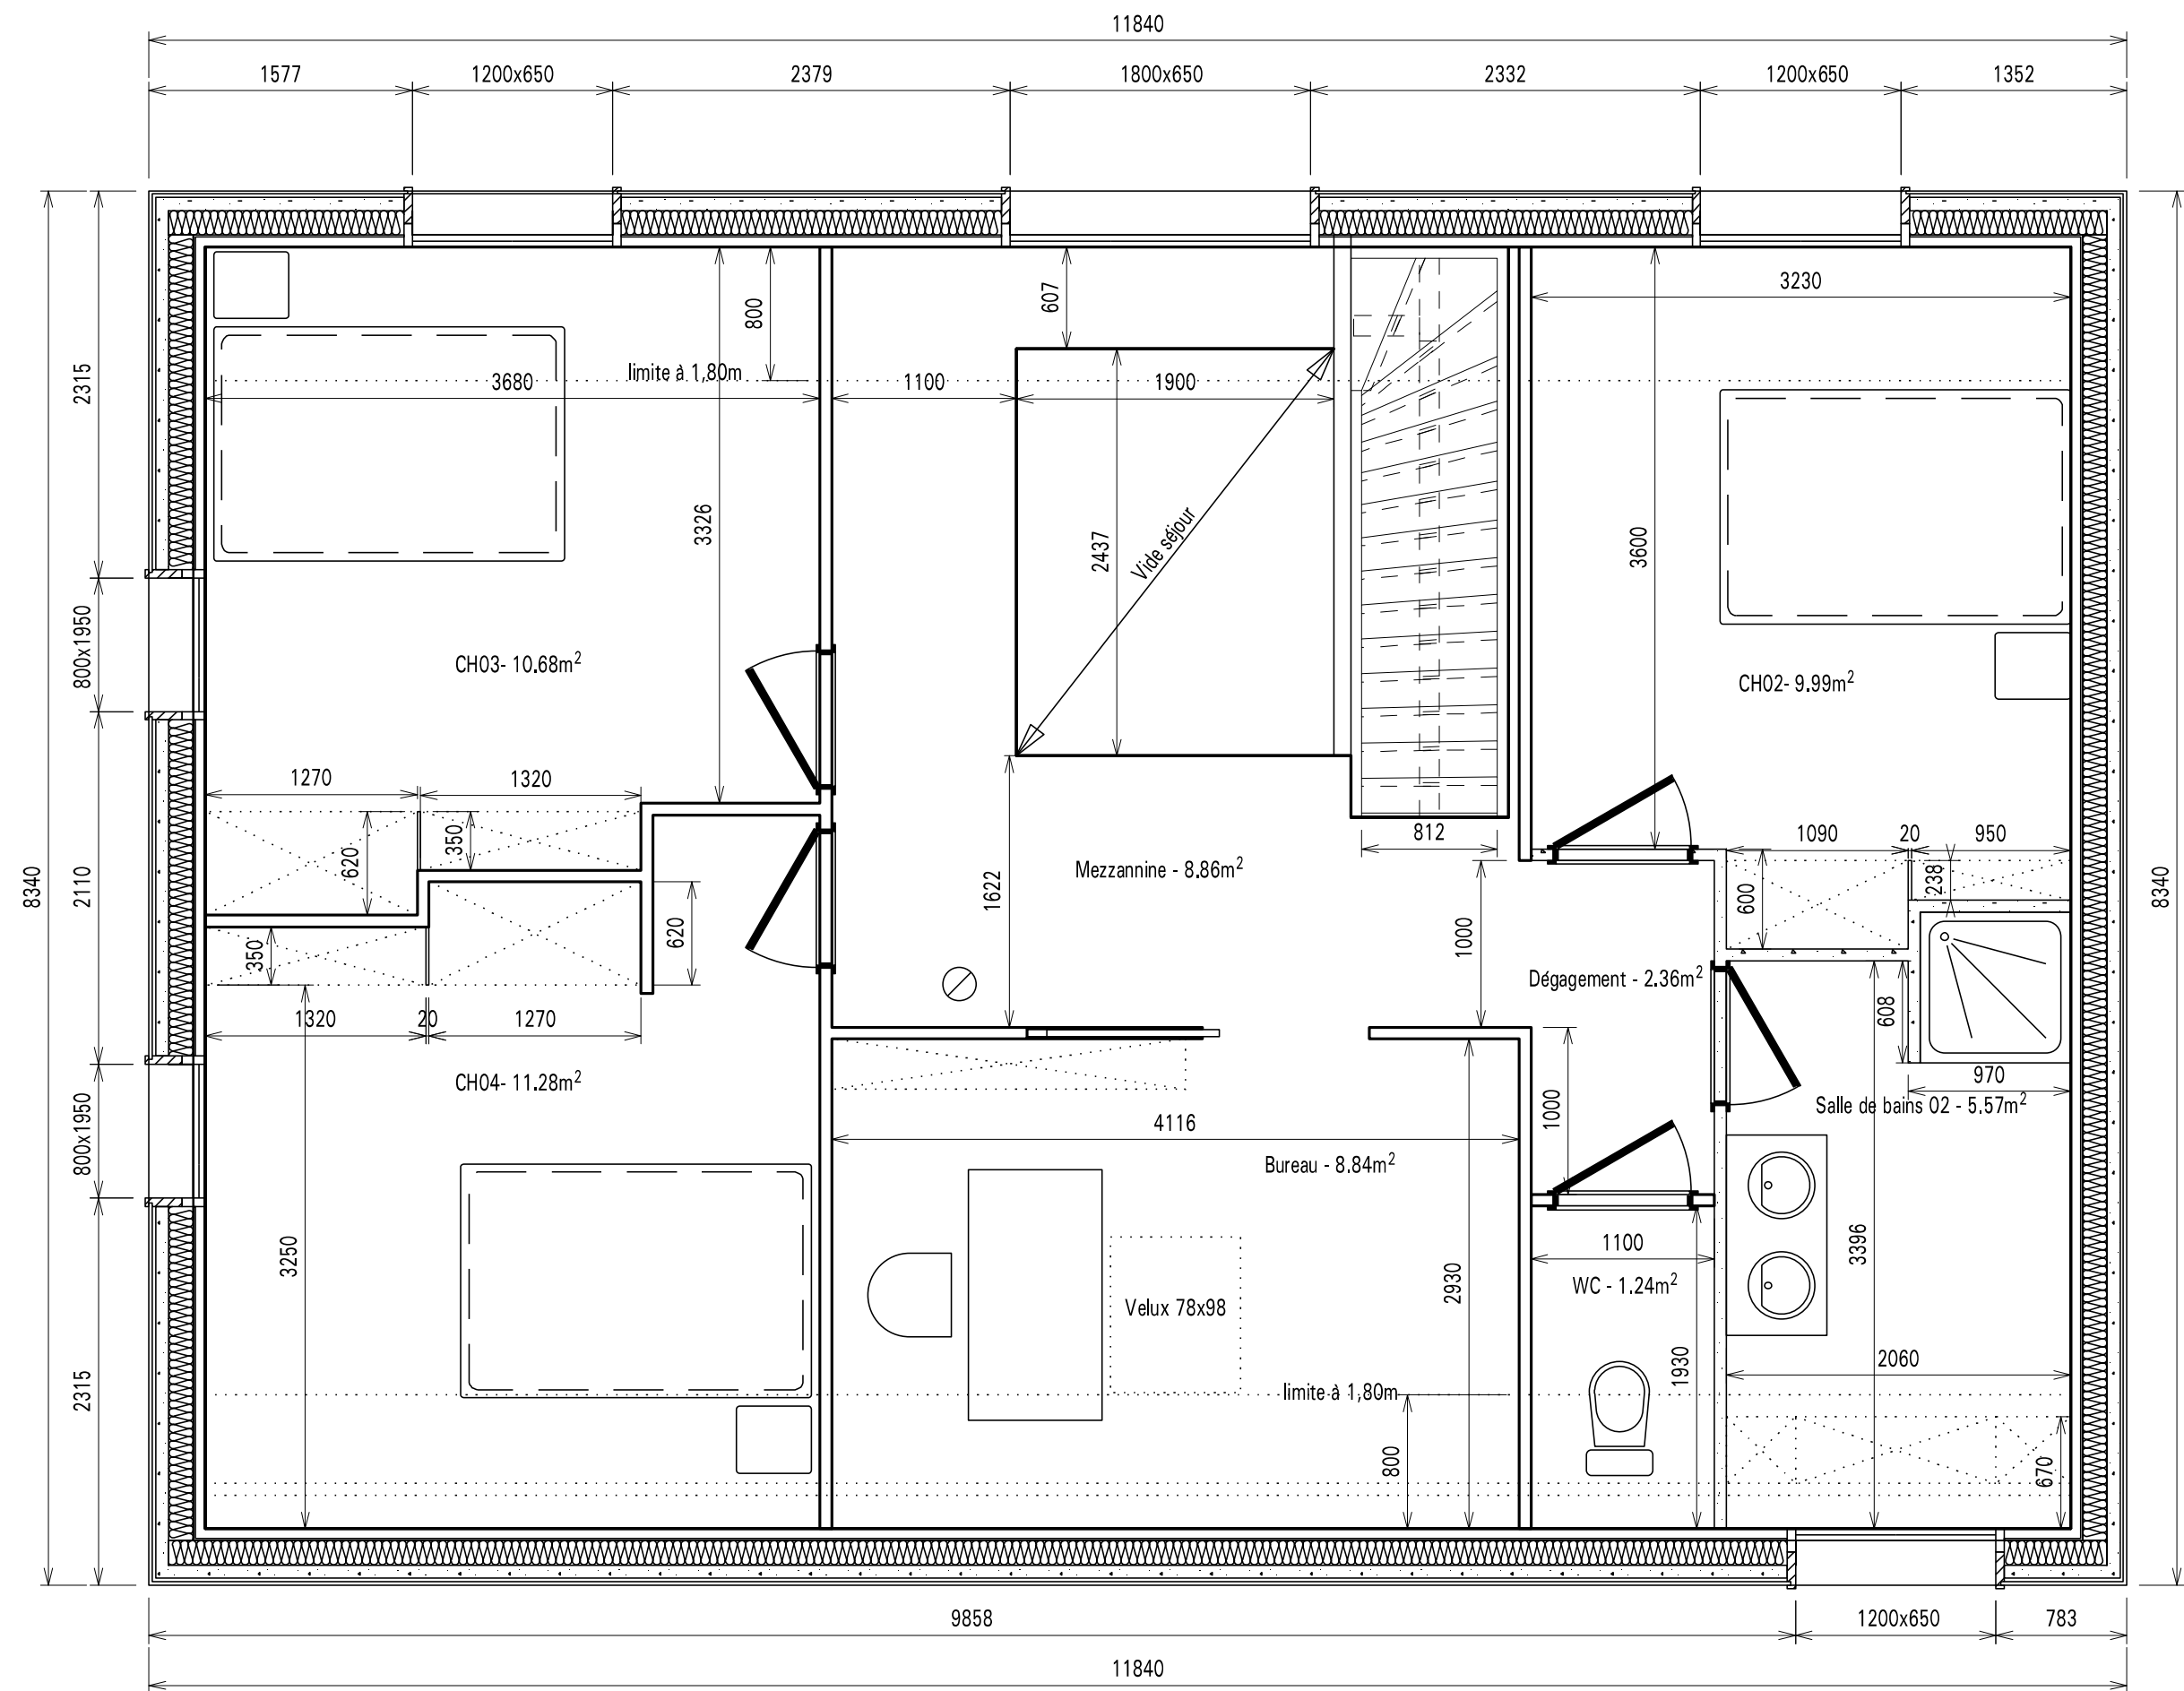 11840
1577
1200x650
2379
1800x650
2332
1200x650
1352
2315
800x1950
2110
800x1950
2315
8340
8340
3230
607
800
limite à 1,80m
3680
1100
1900
3326
2437
Vide séjour
3600
CH03- 10.68m²
CH02- 9.99m²
1270
1320
620
350
812
1090
20
950
238
600
Mezzannine - 8.86m²
1622
1000
620
350
Dégagement - 2.36m²
608
1320
20
1270
970
CH04- 11.28m²
Salle de bains 02 - 5.57m²
1000
4116
Bureau - 8.84m²
3250
2930
1100
3396
WC - 1.24m²
Velux 78x98
1930
2060
limite à 1,80m
800
670
9858
1200x650
783
11840